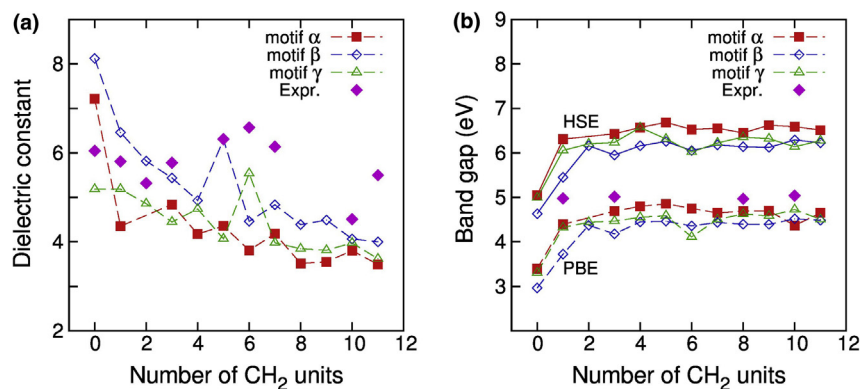 (a)
motif α
motif β
motif γ
Expr.
Dielectric constant
8
6
4
2
0 2 4 6 8 10 12
Number of CH₂ units
(b)
motif α
motif β
motif γ
Expr.
HSE
PBE
Band gap (eV)
9
8
7
6
5
4
3
2
0 2 4 6 8 10 12
Number of CH₂ units